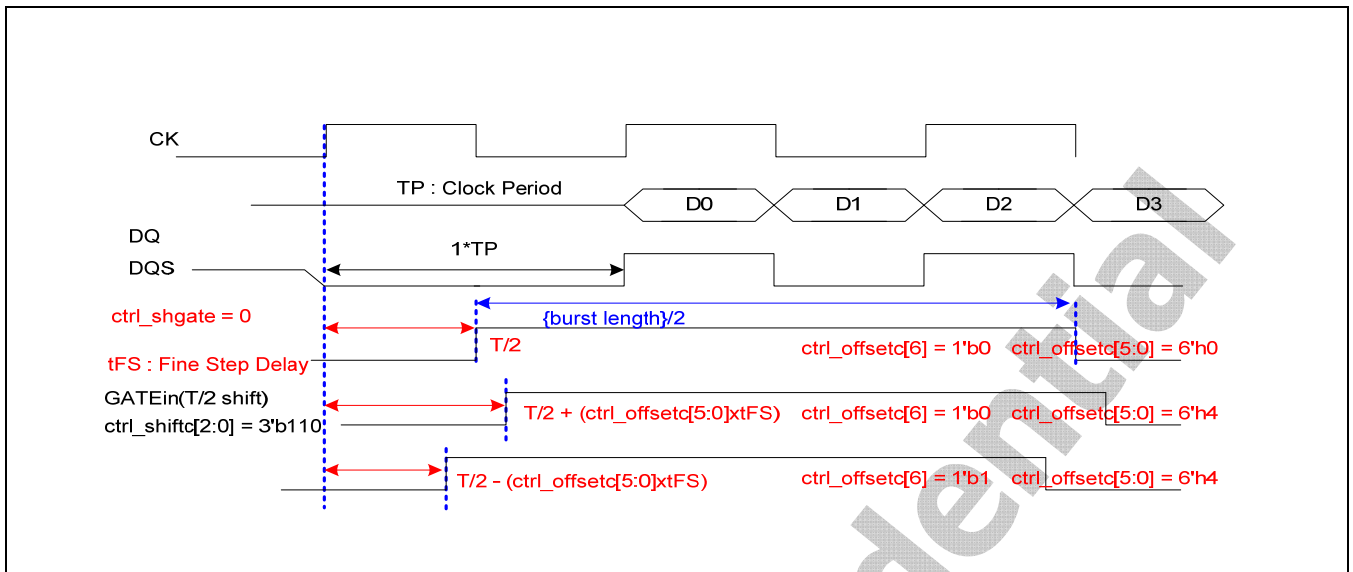 CK
TP : Clock Period
D0 D1 D2 D3
DQ
1*TP
DQS
ctrl_shgate = 0
{burst length}/2
T/2
ctrl_offsetc[6] = 1'b0 ctrl_offsetc[5:0] = 6'h0
tFS : Fine Step Delay
GATEin(T/2 shift)
T/2 + (ctrl_offsetc[5:0]xtFS) ctrl_offsetc[6] = 1'b0 ctrl_offsetc[5:0] = 6'h4
ctrl_shiftc[2:0] = 3'b110
T/2 - (ctrl_offsetc[5:0]xtFS) ctrl_offsetc[6] = 1'b1 ctrl_offsetc[5:0] = 6'h4
dential